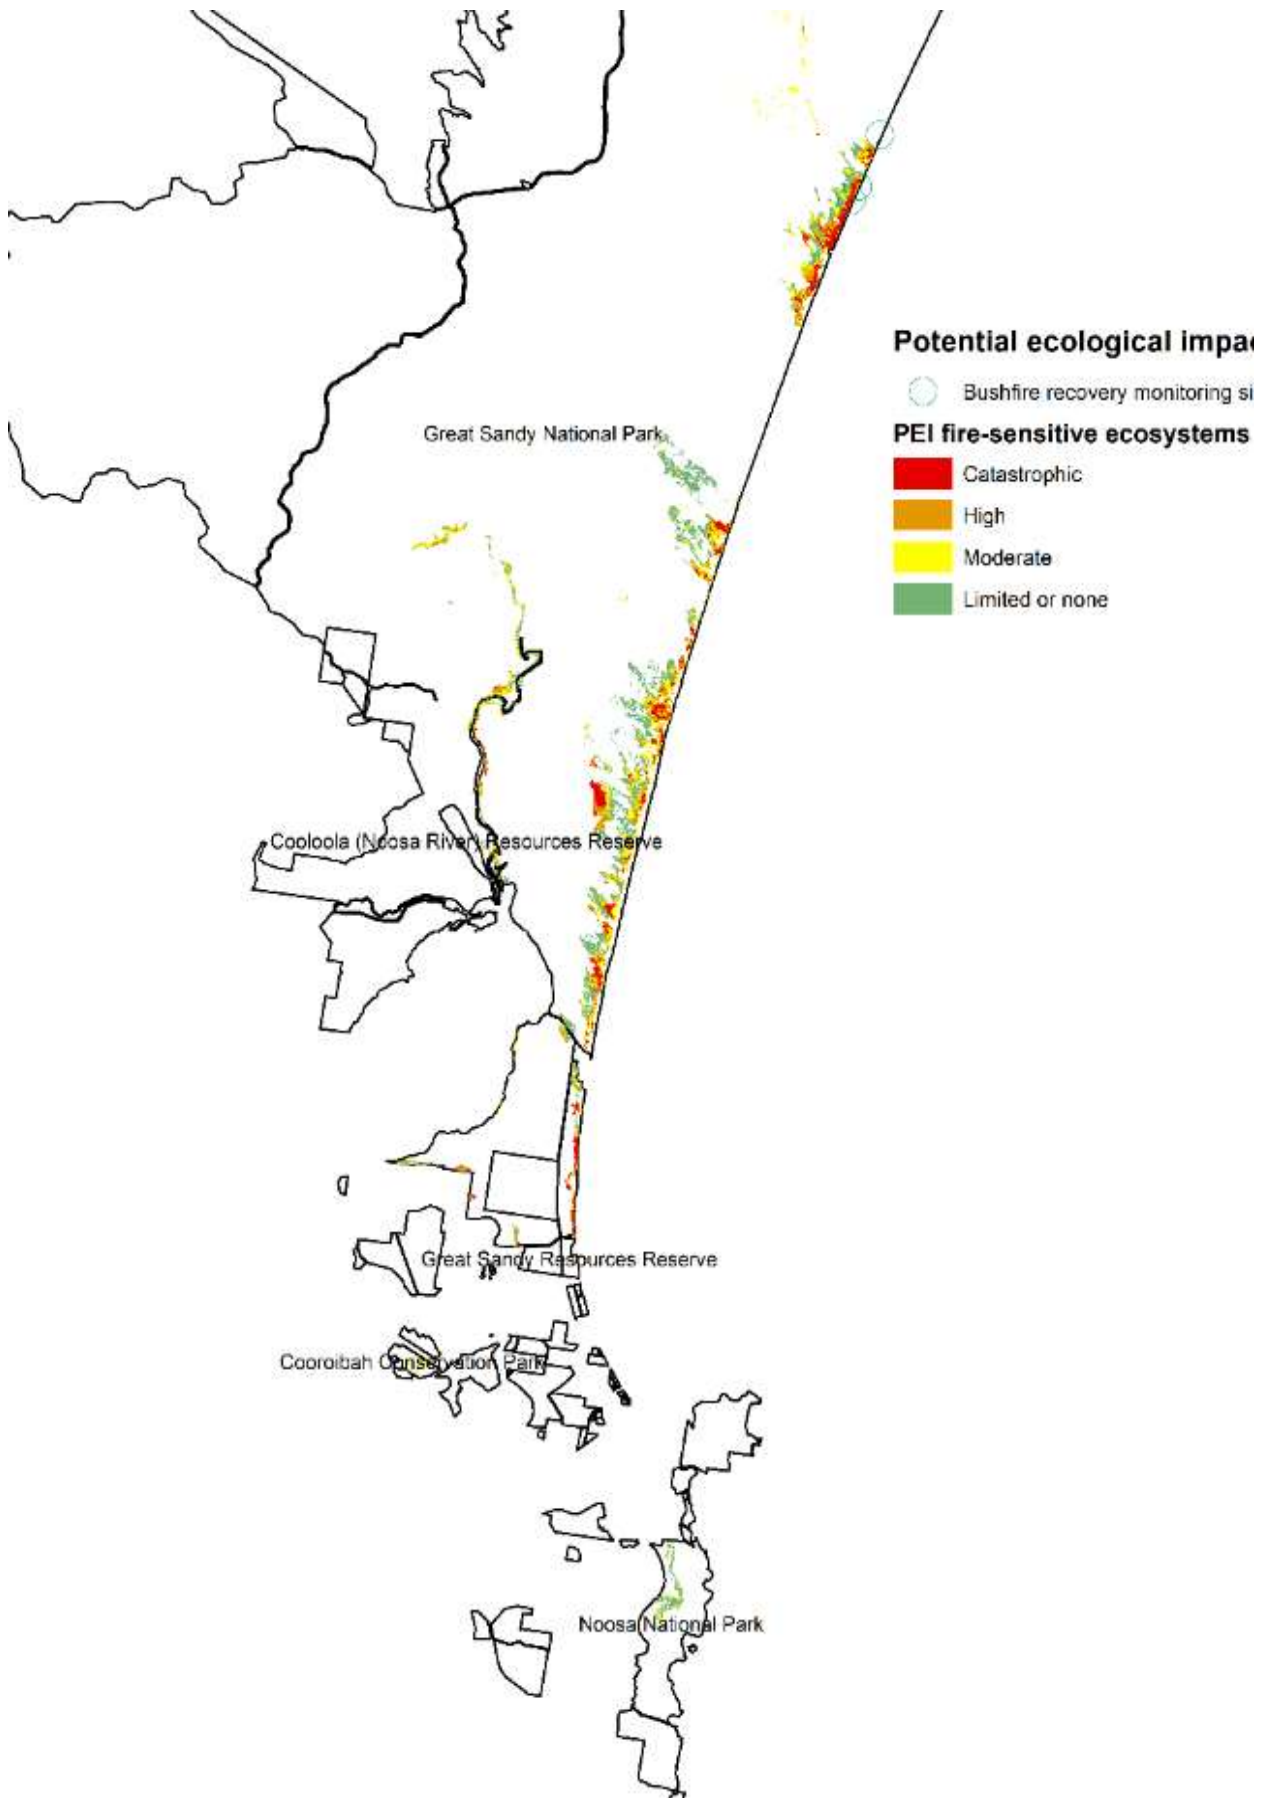 Potential ecological impa
Bushfire recovery monitoring si
PEI fire-sensitive ecosystems
Catastrophic
High
Moderate
Limited or none
Great Sandy National Park
Cooloola (Noosa River) Resources Reserve
Great Sandy Resources Reserve
Cooroibah Conservation Park
Noosa National Park